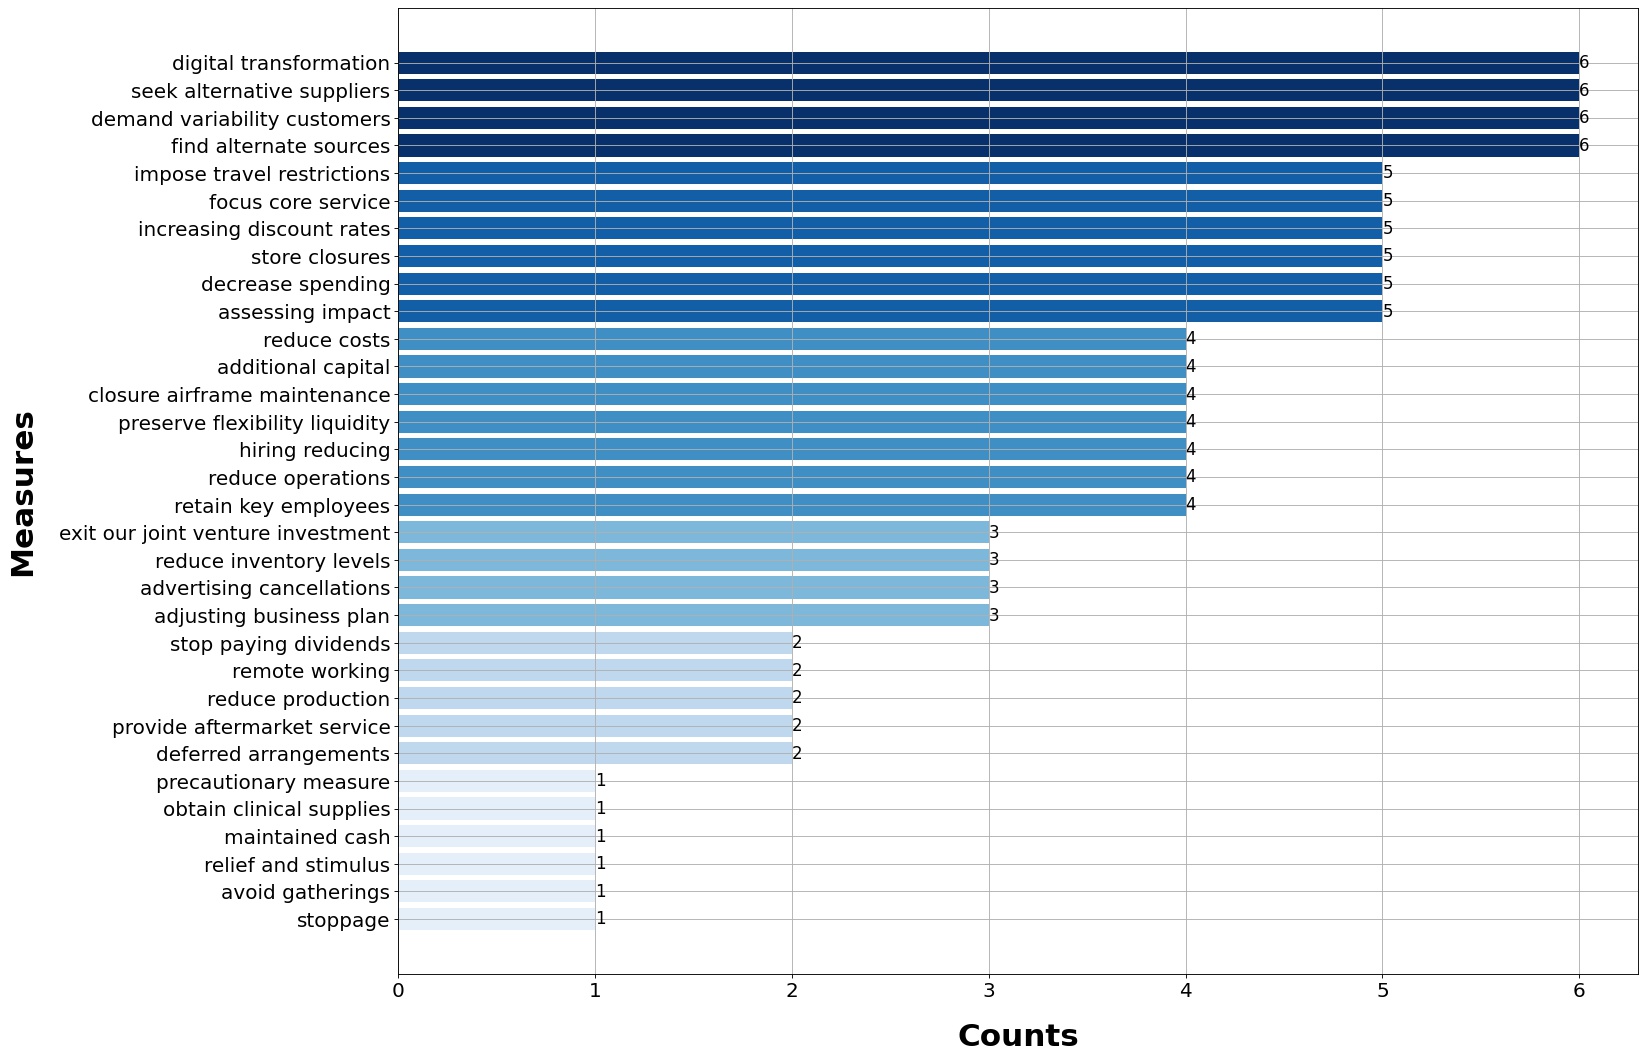 digital transformation 6
seek alternative suppliers 6
demand variability customers 6
find alternate sources 6
impose travel restrictions 5
focus core service 5
increasing discount rates 5
store closures 5
decrease spending 5
assessing impact 5
reduce costs 4
additional capital 4
closure airframe maintenance 4
preserve flexibility liquidity 4
hiring reducing 4
reduce operations 4
retain key employees 4
exit our joint venture investment 3
reduce inventory levels 3
advertising cancellations 3
adjusting business plan 3
stop paying dividends 2
remote working 2
reduce production 2
provide aftermarket service 2
deferred arrangements 2
precautionary measure 1
obtain clinical supplies 1
maintained cash 1
relief and stimulus 1
avoid gatherings 1
stoppage 1
0 1 2 3 4 5 6
Counts
Measures